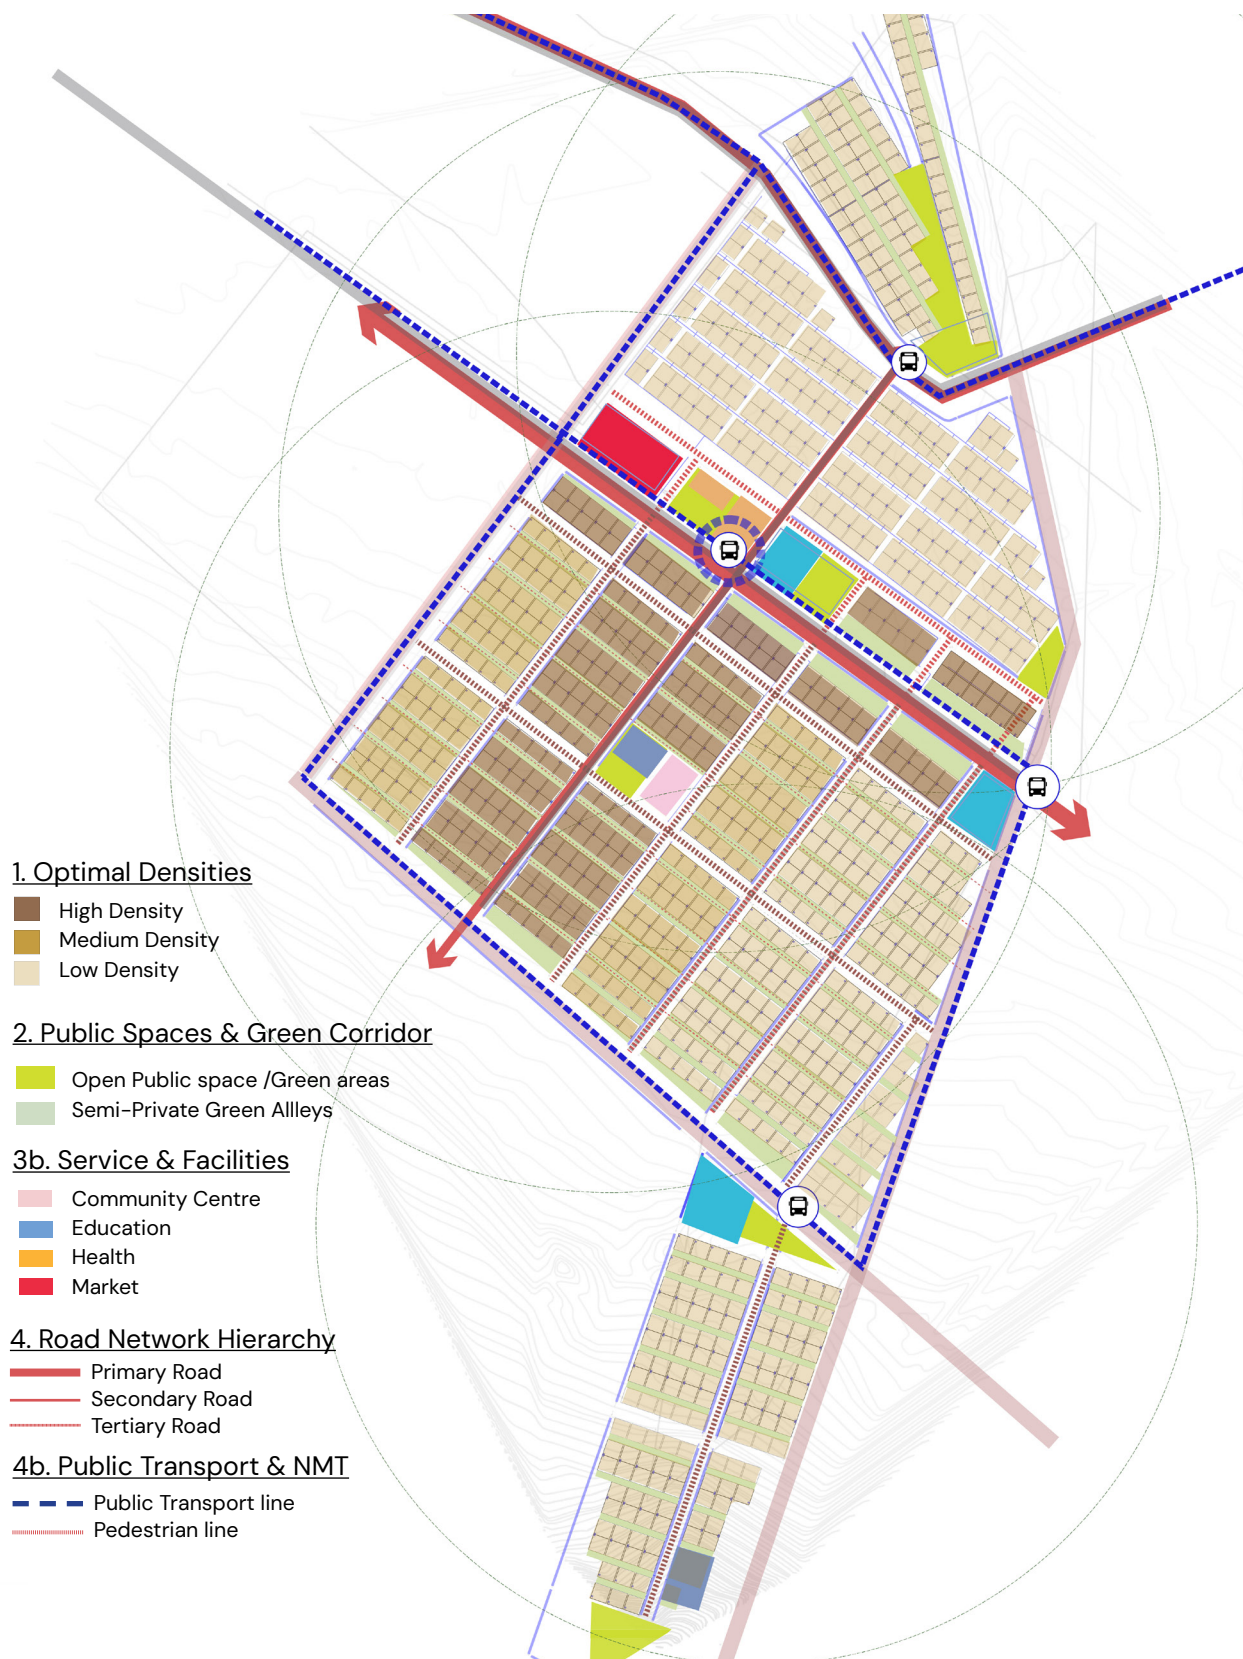 1. Optimal Densities
High Density
Medium Density
Low Density
2. Public Spaces & Green Corridor
Open Public space /Green areas
Semi-Private Green Allleys
3b. Service & Facilities
Community Centre
Education
Health
Market
4. Road Network Hierarchy
Primary Road
Secondary Road
Tertiary Road
4b. Public Transport & NMT
Public Transport line
Pedestrian line